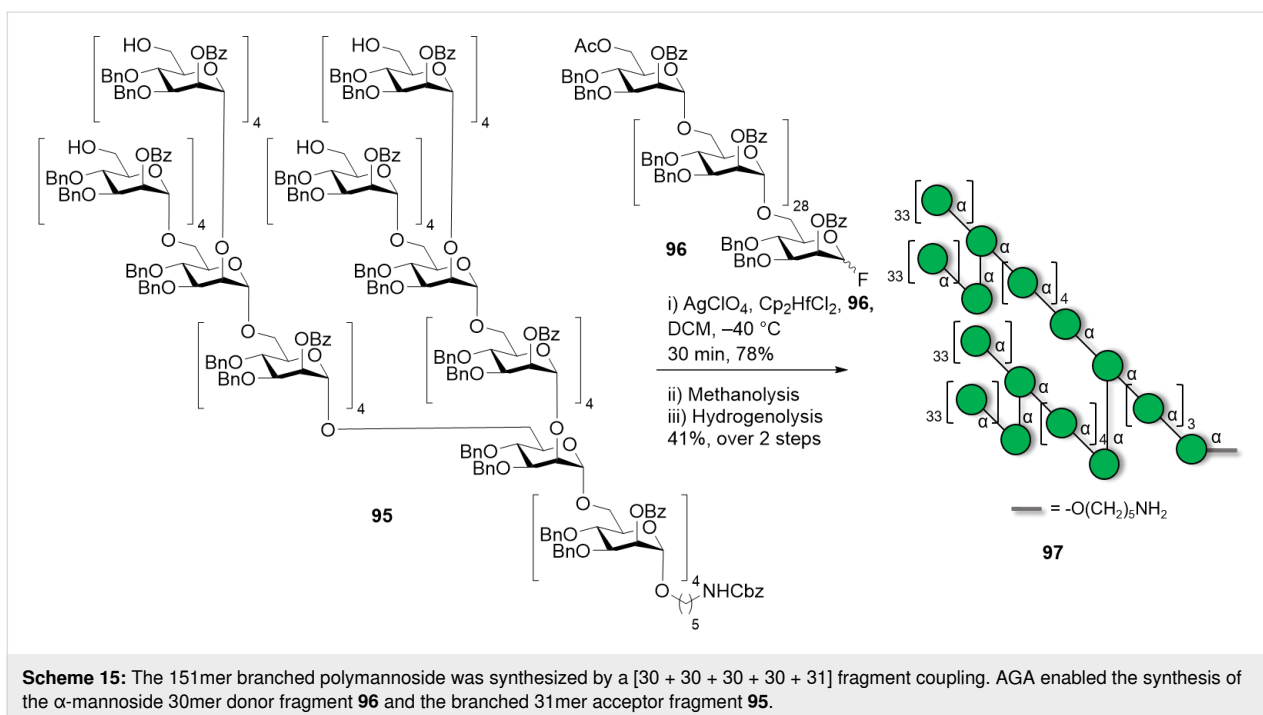 HO
OBz
O
BnO
BnO
4
HO
OBz
O
BnO
BnO
4
HO
OBz
O
BnO
BnO
4
HO
OBz
O
BnO
BnO
4
O
O
O
BnO
BnO
O
O
O
BnO
BnO
O
OBz
O
BnO
BnO
4
O
OBz
O
BnO
BnO
4
O
O
O
BnO
BnO
O
OBz
O
BnO
BnO
4
O
NHCbz
5
95
AcO
OBz
O
BnO
BnO
O
OBz
O
BnO
BnO
28
O
OBz
O
BnO
BnO
F
96
i) AgClO4, Cp2HfCl2, 96,
DCM, –40 °C
30 min, 78%
ii) Methanolysis
iii) Hydrogenolysis
41%, over 2 steps
33 α
α
33 α
α
α 4
α
33 α
α
α
α 3
33 α
α
α 4
α
α
= -O(CH2)5NH2
97
Scheme 15: The 151mer branched polymannoside was synthesized by a [30 + 30 + 30 + 30 + 31] fragment coupling. AGA enabled the synthesis of
the α-mannoside 30mer donor fragment 96 and the branched 31mer acceptor fragment 95.